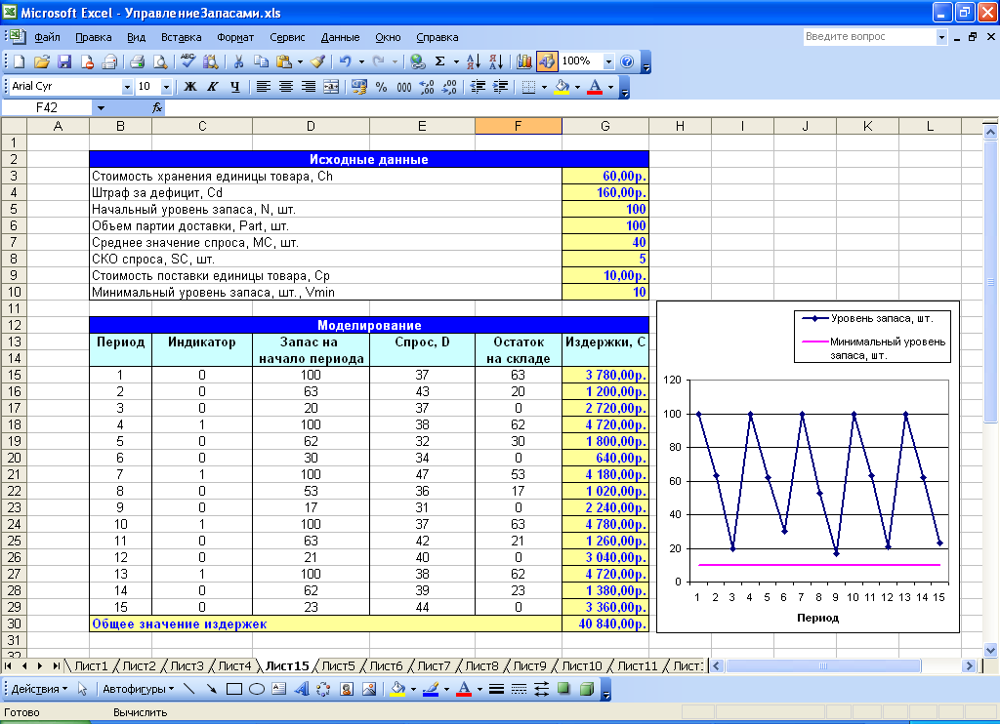 Microsoft Excel - УправлениеЗапасами.xls
Файл Правка Вид Вставка Формат Сервис Данные Окно Справка Введите вопрос
Σ 100%
Arial Cyr 10 Ж К Ч % 000
F42 fx
A B C D E F G H I J K L
1
2 Исходные данные
3 Стоимость хранения единицы товара, Ch 60,00р.
4 Штраф за дефицит, Cd 160,00р.
5 Начальный уровень запаса, N, шт. 100
6 Объем партии доставки, Part, шт. 100
7 Среднее значение спроса, МС, шт. 40
8 СКО спроса, SC, шт. 5
9 Стоимость поставки единицы товара, Ср 10,00р.
10 Минимальный уровень запаса, шт., Vmin 10
11
12 Моделирование
13 Период Индикатор Запас на Спрос, D Остаток Издержки, С
14 начало периода на складе
15 1 0 100 37 63 3 780,00р.
16 2 0 63 43 20 1 200,00р.
17 3 0 20 37 0 2 720,00р.
18 4 1 100 38 62 4 720,00р.
19 5 0 62 32 30 1 800,00р.
20 6 0 30 34 0 640,00р.
21 7 1 100 47 53 4 180,00р.
22 8 0 53 36 17 1 020,00р.
23 9 0 17 31 0 2 240,00р.
24 10 1 100 37 63 4 780,00р.
25 11 0 63 42 21 1 260,00р.
26 12 0 21 40 0 3 040,00р.
27 13 1 100 38 62 4 720,00р.
28 14 0 62 39 23 1 380,00р.
29 15 0 23 44 0 3 360,00р.
30 Общее значение издержек 40 840,00р.
31
32
Уровень запаса, шт.
Минимальный уровень
запаса, шт.
120
100
80
60
40
20
0
1 2 3 4 5 6 7 8 9 10 11 12 13 14 15
Период
Лист1 Лист2 Лист3 Лист4 Лист15 Лист5 Лист6 Лист7 Лист8 Лист9 Лист10 Лист11 Лист
Действия Автофигуры A
Готово Вычислить